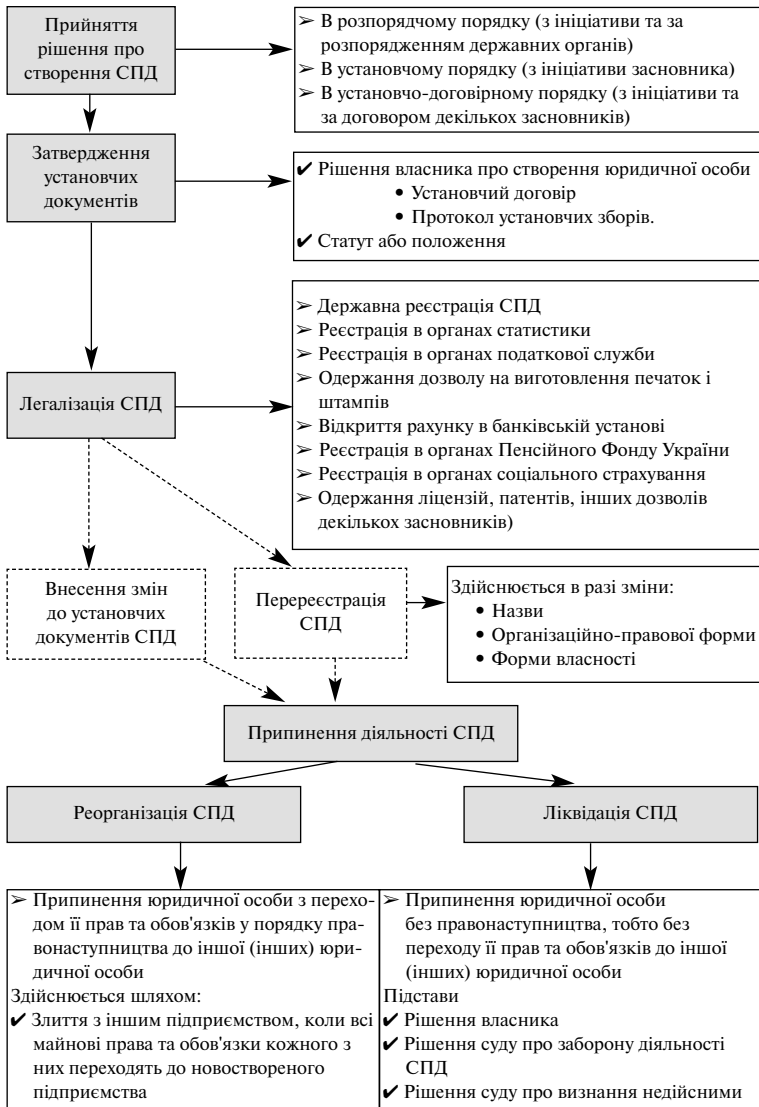 Прийняття
рішення про
створення СПД
➢ В розпорядчому порядку (з ініціативи та за
розпорядженням державних органів)
➢ В установчому порядку (з ініціативи засновника)
➢ В установчо-договірному порядку (з ініціативи та
за договором декількох засновників)
Затвердження
установчих
документів
✔ Рішення власника про створення юридичної особи
• Установчий договір
• Протокол установчих зборів.
✔ Статут або положення
Легалізація СПД
➢ Державна реєстрація СПД
➢ Реєстрація в органах статистики
➢ Реєстрація в органах податкової служби
➢ Одержання дозволу на виготовлення печаток і
штампів
➢ Відкриття рахунку в банківській установі
➢ Реєстрація в органах Пенсійного Фонду України
➢ Реєстрація в органах соціального страхування
➢ Одержання ліцензій, патентів, інших дозволів
декількох засновників)
Внесення змін
до установчих
документів СПД
Перереєстрація
СПД
Здійснюється в разі зміни:
• Назви
• Організаційно-правової форми
• Форми власності
Припинення діяльності СПД
Реорганізація СПД
Ліквідація СПД
➢ Припинення юридичної особи з перехо-
дом її прав та обов'язків у порядку пра-
вонаступництва до іншої (інших) юри-
дичної особи
Здійснюється шляхом:
✔ Злиття з іншим підприємством, коли всі
майнові права та обов'язки кожного з
них переходять до новоствореного
підприємства
➢ Припинення юридичної особи
без правонаступництва, тобто без
переходу її прав та обов'язків до іншої
(інших) юридичної особи
Підстави
✔ Рішення власника
✔ Рішення суду про заборону діяльності
СПД
✔ Рішення суду про визнання недійсними